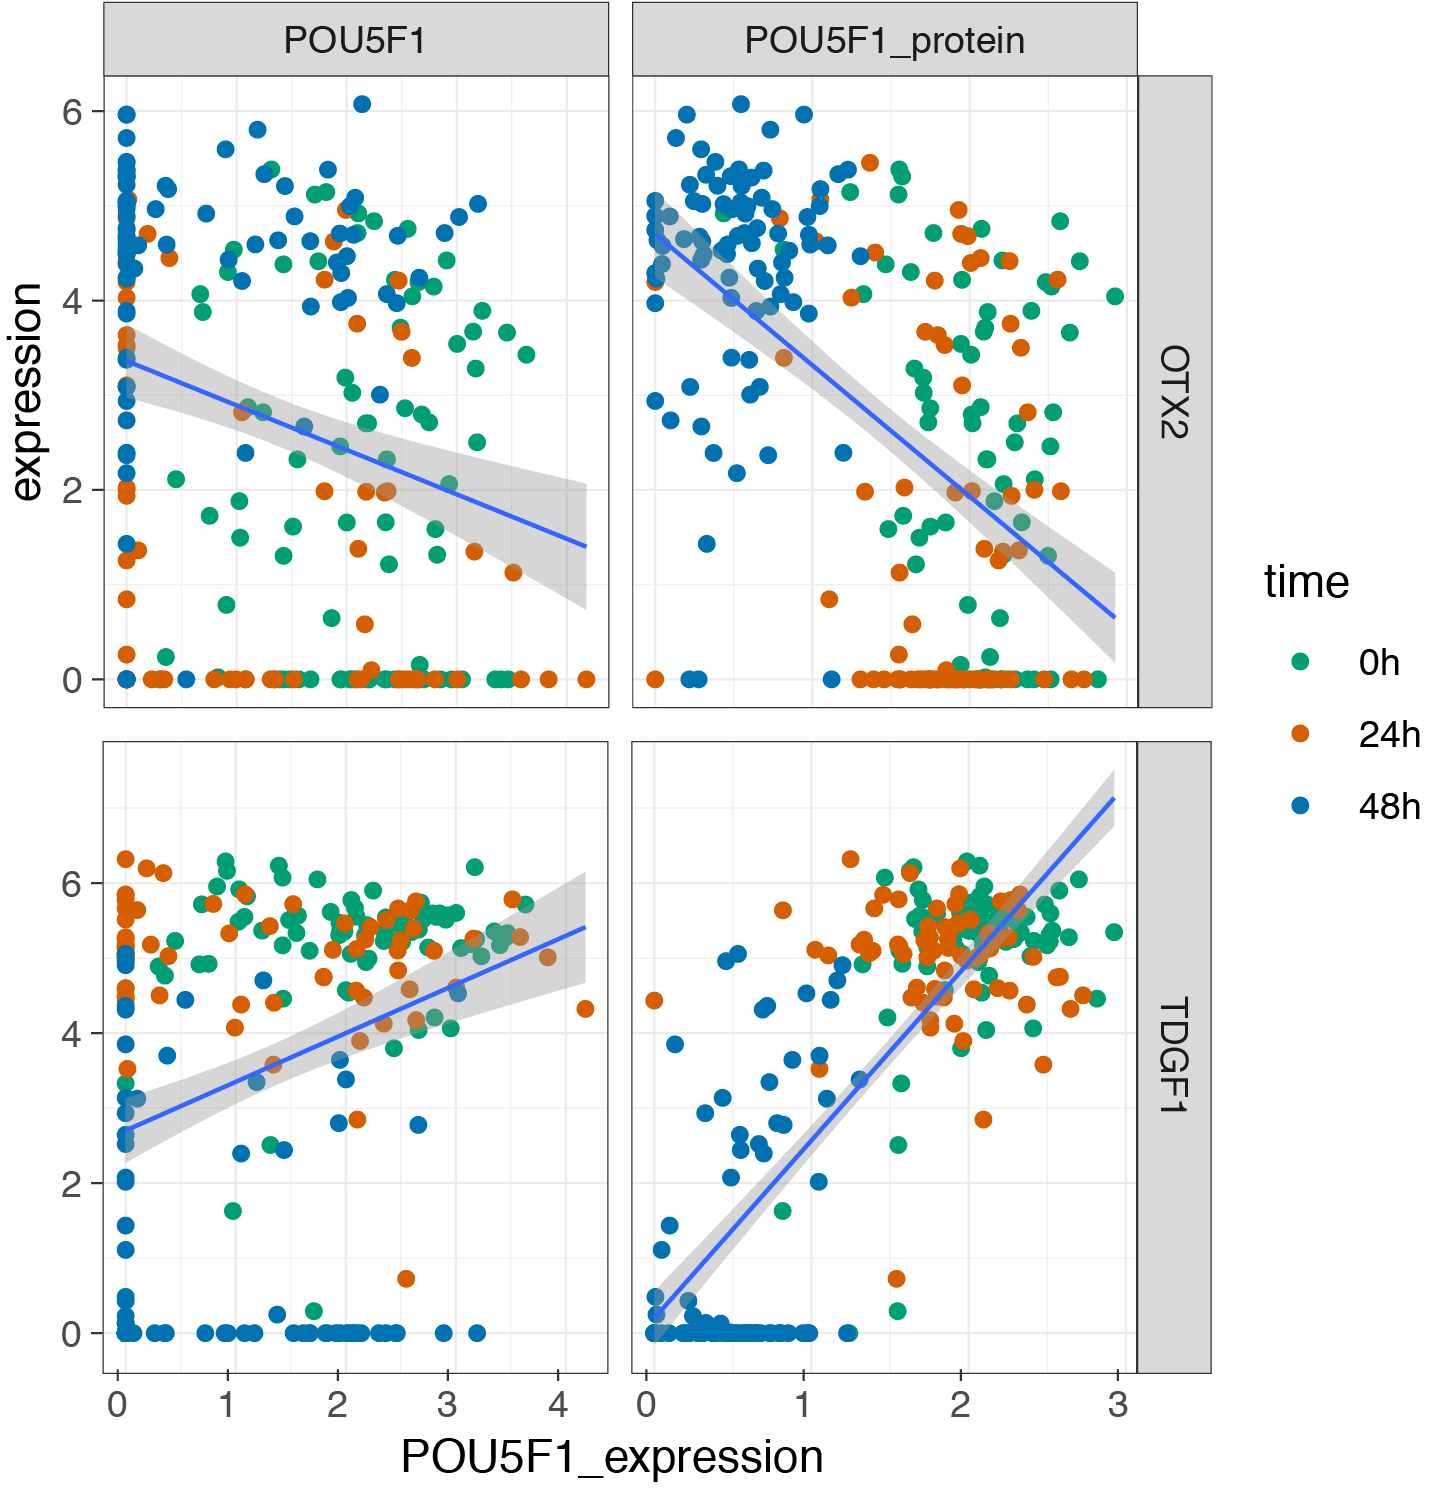 POU5F1 POU5F1_protein
expression
6
4
2
0
OTX2
6
4
2
0
TDGF1
0 1 2 3 4 0 1 2 3
POU5F1_expression
time
0h
24h
48h